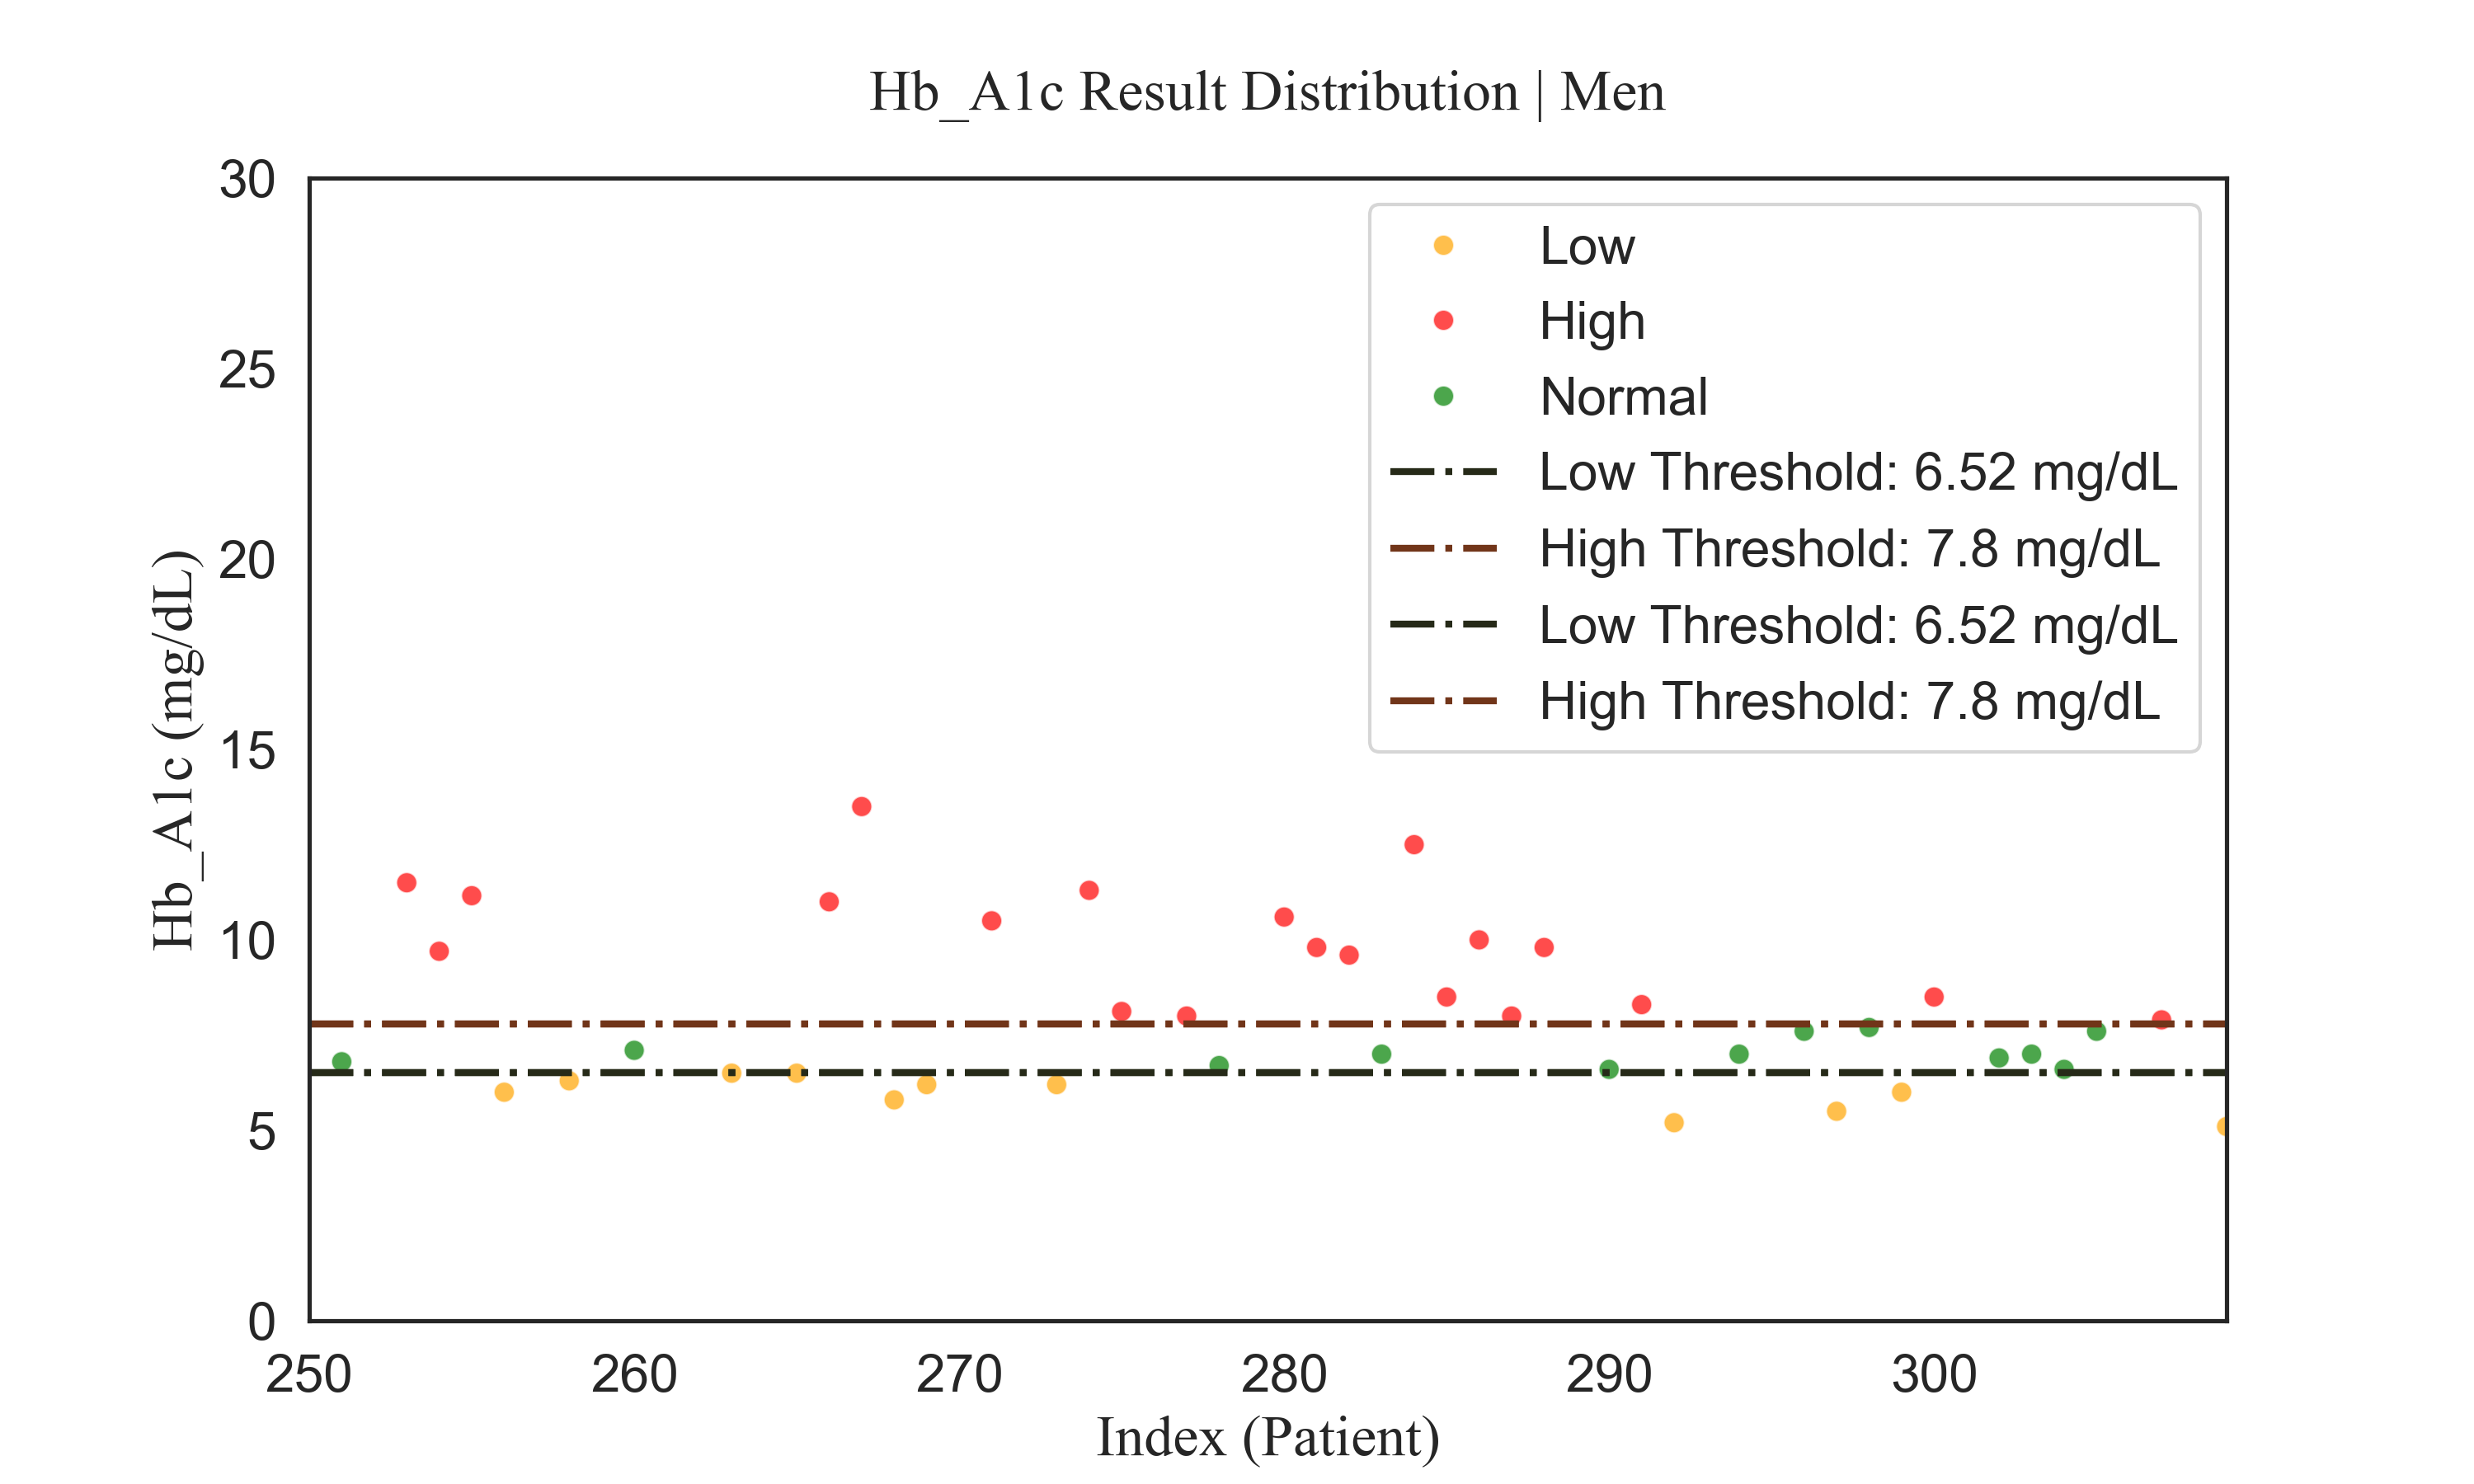 Hb_A1c Result Distribution | Men
30
25
20
15
10
5
0
Hb_A1c (mg/dL)
Low
High
Normal
Low Threshold: 6.52 mg/dL
High Threshold: 7.8 mg/dL
Low Threshold: 6.52 mg/dL
High Threshold: 7.8 mg/dL
250 260 270 280 290 300
Index (Patient)